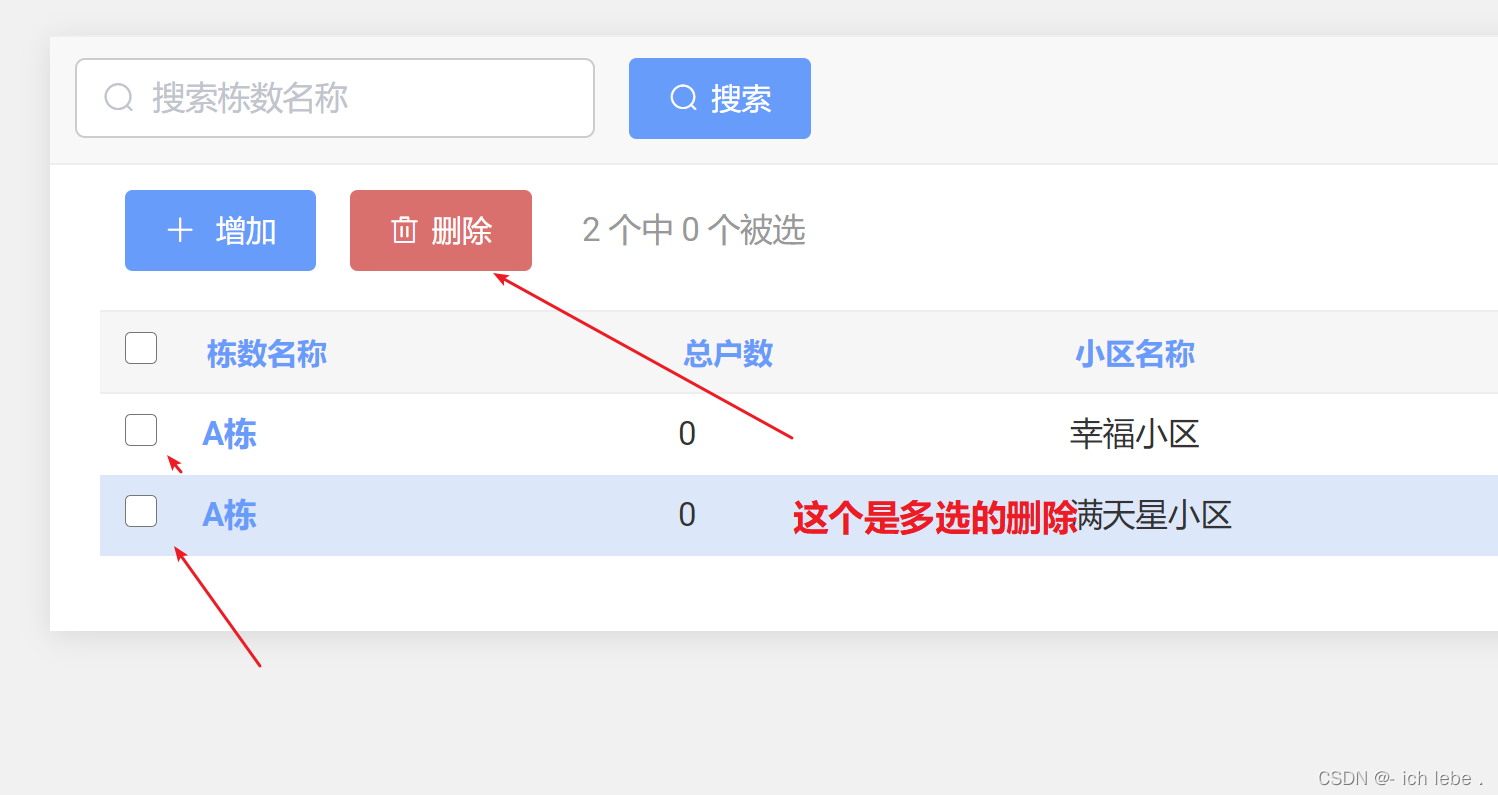 搜索栋数名称
搜索
增加
删除
2 个中 0 个被选
栋数名称 总户数 小区名称
A栋 0 幸福小区
A栋 0 这个是多选的删除 满天星小区
CSDN @- ich lebe .